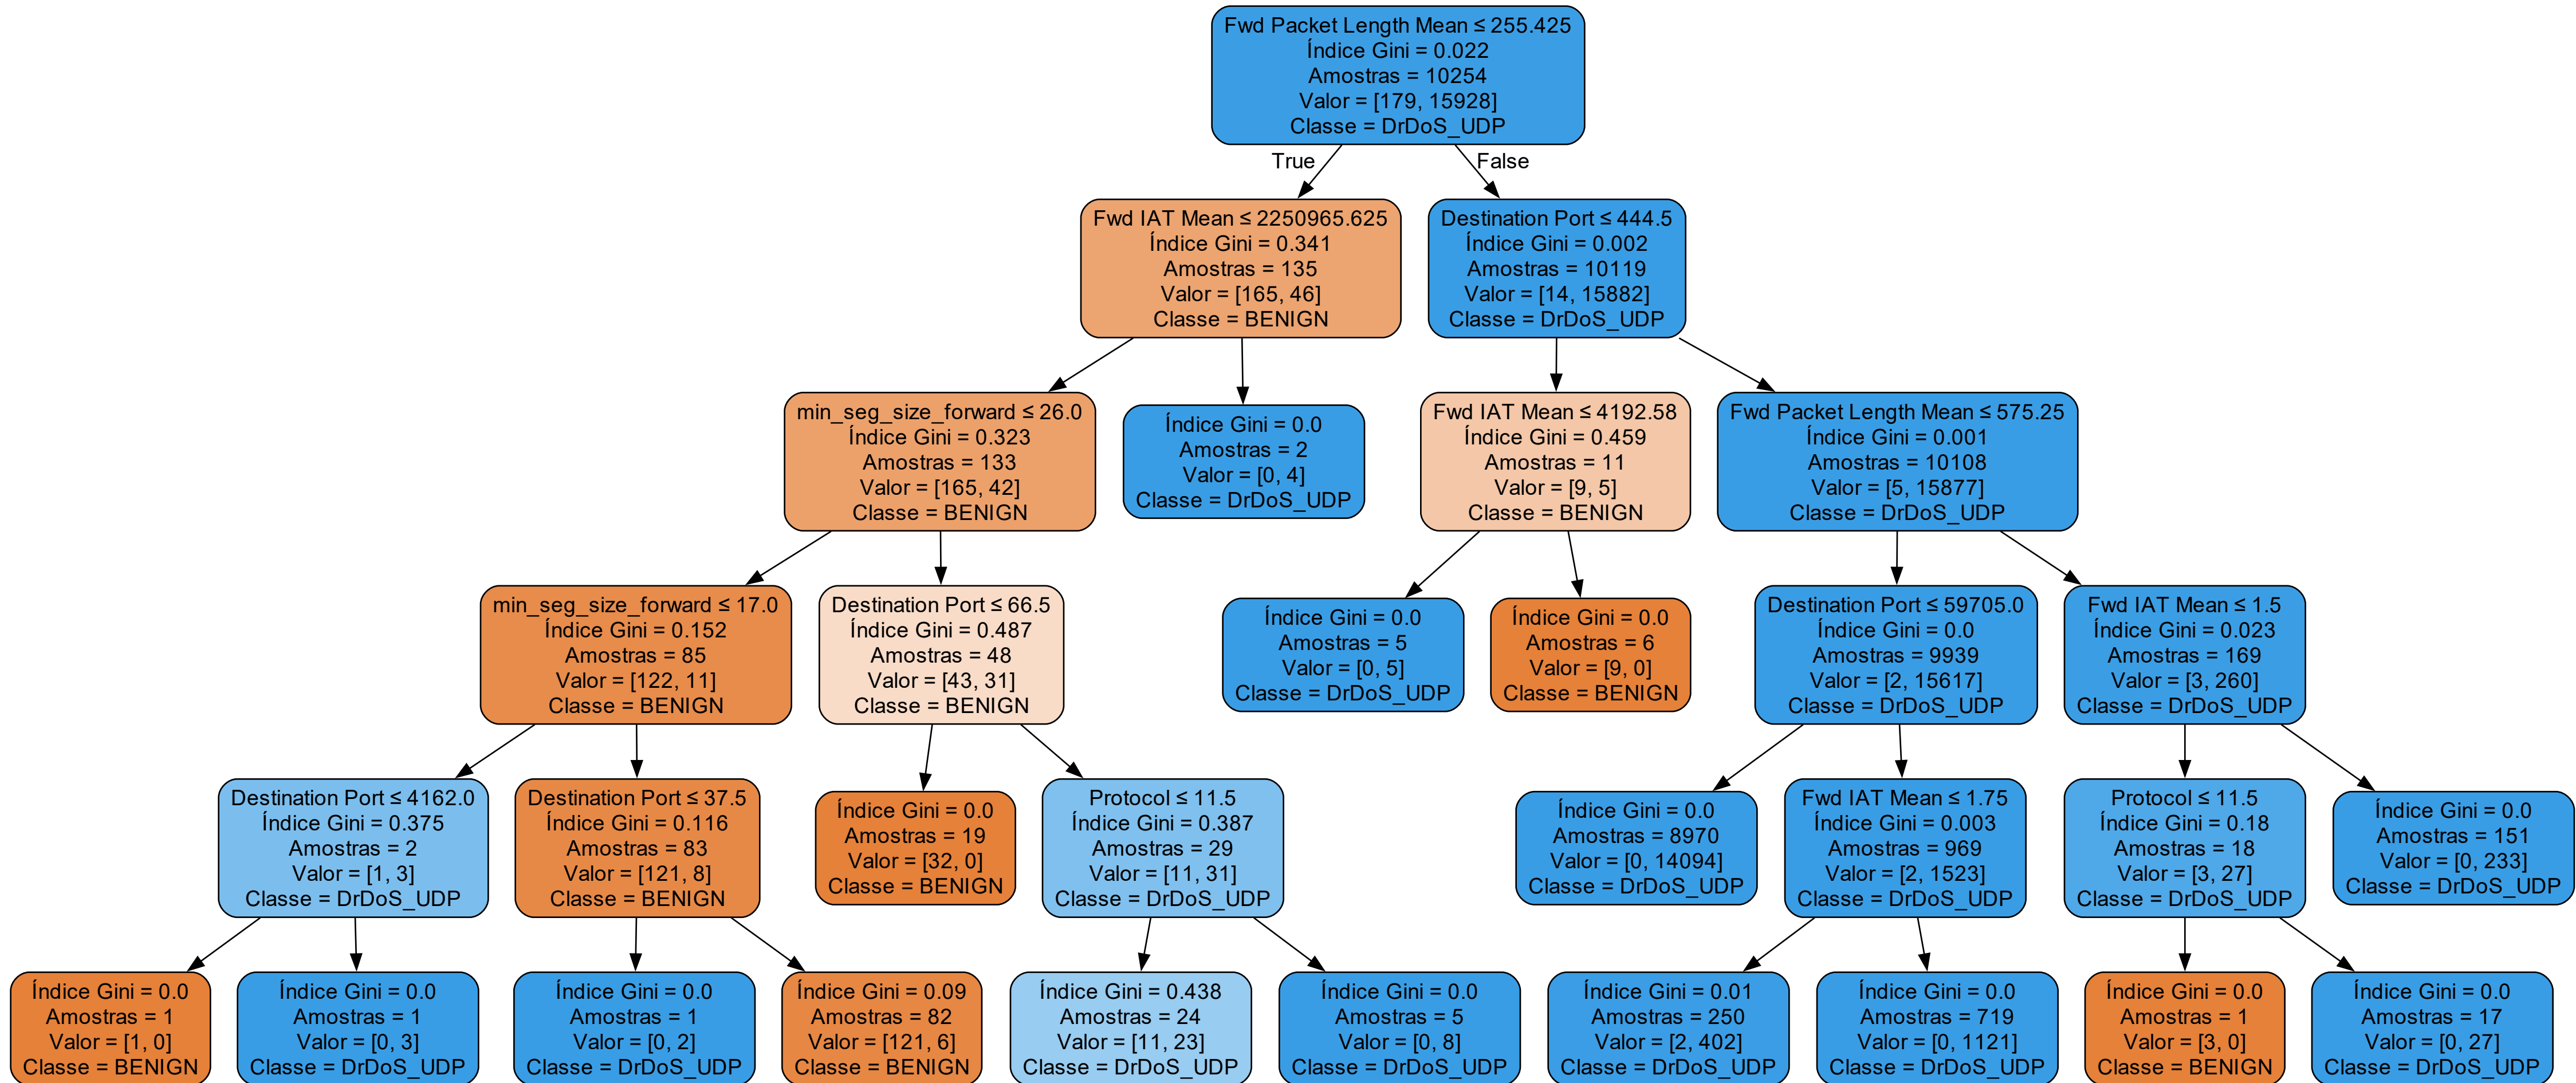 Fwd Packet Length Mean ≤ 255.425
Índice Gini = 0.022
Amostras = 10254
Valor = [179, 15928]
Classe = DrDoS_UDP
True
False
Fwd IAT Mean ≤ 2250965.625
Índice Gini = 0.341
Amostras = 135
Valor = [165, 46]
Classe = BENIGN
Destination Port ≤ 444.5
Índice Gini = 0.002
Amostras = 10119
Valor = [14, 15882]
Classe = DrDoS_UDP
min_seg_size_forward ≤ 26.0
Índice Gini = 0.323
Amostras = 133
Valor = [165, 42]
Classe = BENIGN
Índice Gini = 0.0
Amostras = 2
Valor = [0, 4]
Classe = DrDoS_UDP
Fwd IAT Mean ≤ 4192.58
Índice Gini = 0.459
Amostras = 11
Valor = [9, 5]
Classe = BENIGN
Fwd Packet Length Mean ≤ 575.25
Índice Gini = 0.001
Amostras = 10108
Valor = [5, 15877]
Classe = DrDoS_UDP
min_seg_size_forward ≤ 17.0
Índice Gini = 0.152
Amostras = 85
Valor = [122, 11]
Classe = BENIGN
Destination Port ≤ 66.5
Índice Gini = 0.487
Amostras = 48
Valor = [43, 31]
Classe = BENIGN
Índice Gini = 0.0
Amostras = 5
Valor = [0, 5]
Classe = DrDoS_UDP
Índice Gini = 0.0
Amostras = 6
Valor = [9, 0]
Classe = BENIGN
Destination Port ≤ 59705.0
Índice Gini = 0.0
Amostras = 9939
Valor = [2, 15617]
Classe = DrDoS_UDP
Fwd IAT Mean ≤ 1.5
Índice Gini = 0.023
Amostras = 169
Valor = [3, 260]
Classe = DrDoS_UDP
Destination Port ≤ 4162.0
Índice Gini = 0.375
Amostras = 2
Valor = [1, 3]
Classe = DrDoS_UDP
Destination Port ≤ 37.5
Índice Gini = 0.116
Amostras = 83
Valor = [121, 8]
Classe = BENIGN
Índice Gini = 0.0
Amostras = 19
Valor = [32, 0]
Classe = BENIGN
Protocol ≤ 11.5
Índice Gini = 0.387
Amostras = 29
Valor = [11, 31]
Classe = DrDoS_UDP
Índice Gini = 0.0
Amostras = 8970
Valor = [0, 14094]
Classe = DrDoS_UDP
Fwd IAT Mean ≤ 1.75
Índice Gini = 0.003
Amostras = 969
Valor = [2, 1523]
Classe = DrDoS_UDP
Protocol ≤ 11.5
Índice Gini = 0.18
Amostras = 18
Valor = [3, 27]
Classe = DrDoS_UDP
Índice Gini = 0.0
Amostras = 151
Valor = [0, 233]
Classe = DrDoS_UDP
Índice Gini = 0.0
Amostras = 1
Valor = [1, 0]
Classe = BENIGN
Índice Gini = 0.0
Amostras = 1
Valor = [0, 3]
Classe = DrDoS_UDP
Índice Gini = 0.0
Amostras = 1
Valor = [0, 2]
Classe = DrDoS_UDP
Índice Gini = 0.09
Amostras = 82
Valor = [121, 6]
Classe = BENIGN
Índice Gini = 0.438
Amostras = 24
Valor = [11, 23]
Classe = DrDoS_UDP
Índice Gini = 0.0
Amostras = 5
Valor = [0, 8]
Classe = DrDoS_UDP
Índice Gini = 0.01
Amostras = 250
Valor = [2, 402]
Classe = DrDoS_UDP
Índice Gini = 0.0
Amostras = 719
Valor = [0, 1121]
Classe = DrDoS_UDP
Índice Gini = 0.0
Amostras = 1
Valor = [3, 0]
Classe = BENIGN
Índice Gini = 0.0
Amostras = 17
Valor = [0, 27]
Classe = DrDoS_UDP